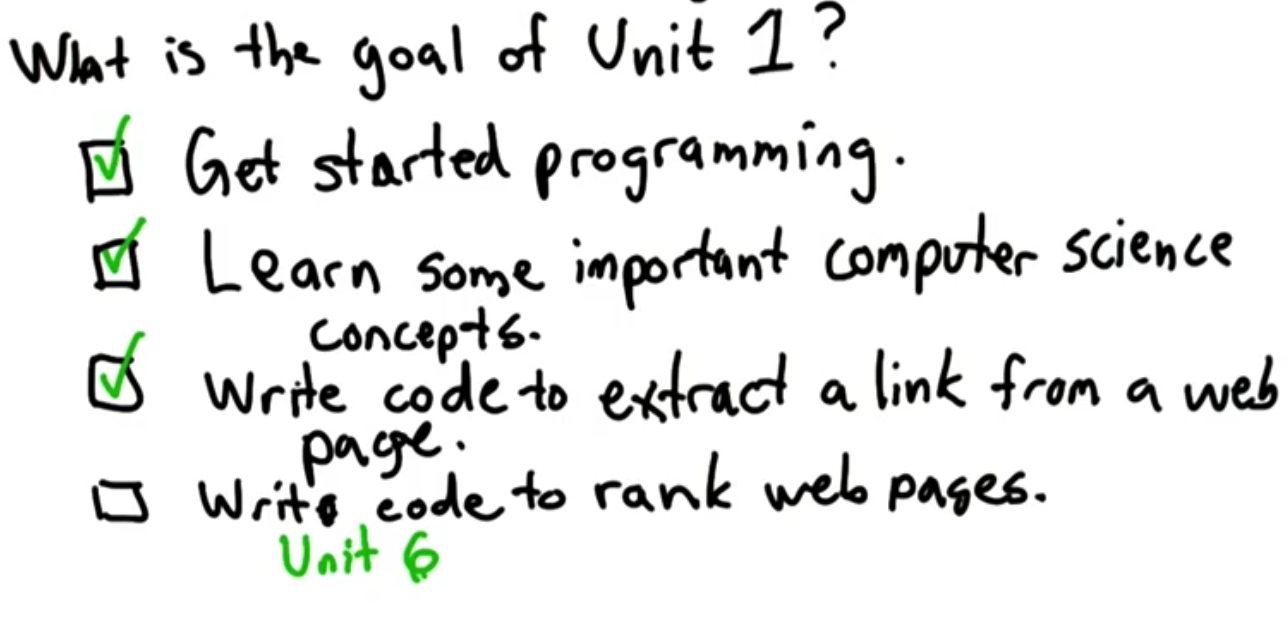 What is the goal of Unit 1?
Get started programming.
Learn some important computer science
concepts.
Write code to extract a link from a web
page.
Write code to rank web pages.
Unit 6